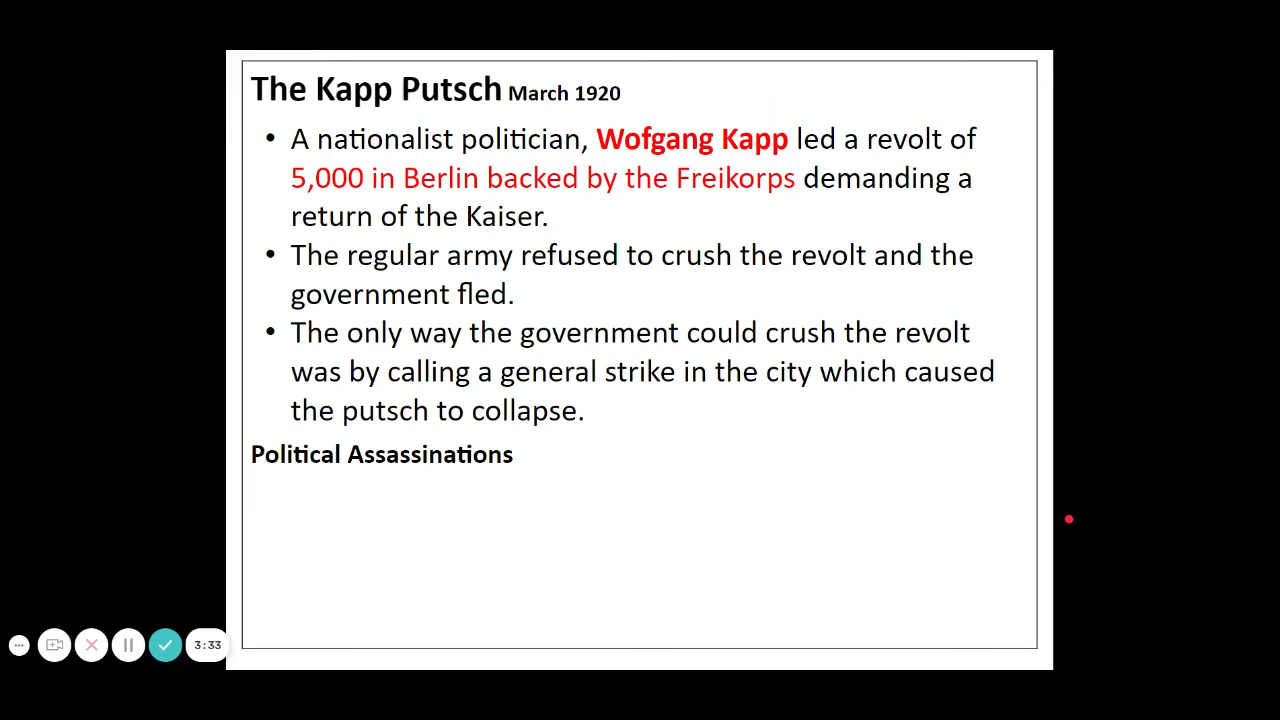 The Kapp Putsch March 1920
• A nationalist politician, Wofgang Kapp led a revolt of
5,000 in Berlin backed by the Freikorps demanding a
return of the Kaiser.
• The regular army refused to crush the revolt and the
government fled.
• The only way the government could crush the revolt
was by calling a general strike in the city which caused
the putsch to collapse.
Political Assassinations
3:33